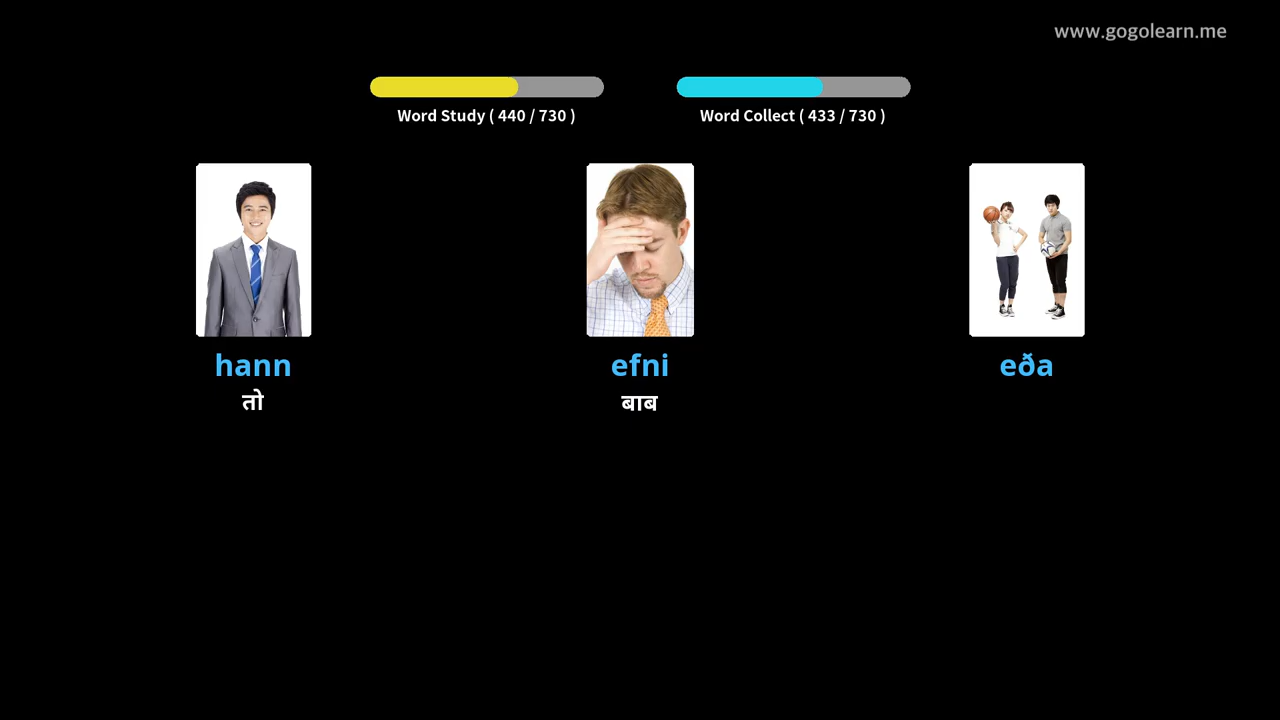 www.gogolearn.me
Word Study ( 440 / 730 )
Word Collect ( 433 / 730 )
hann
efni
eða
तो
बाब